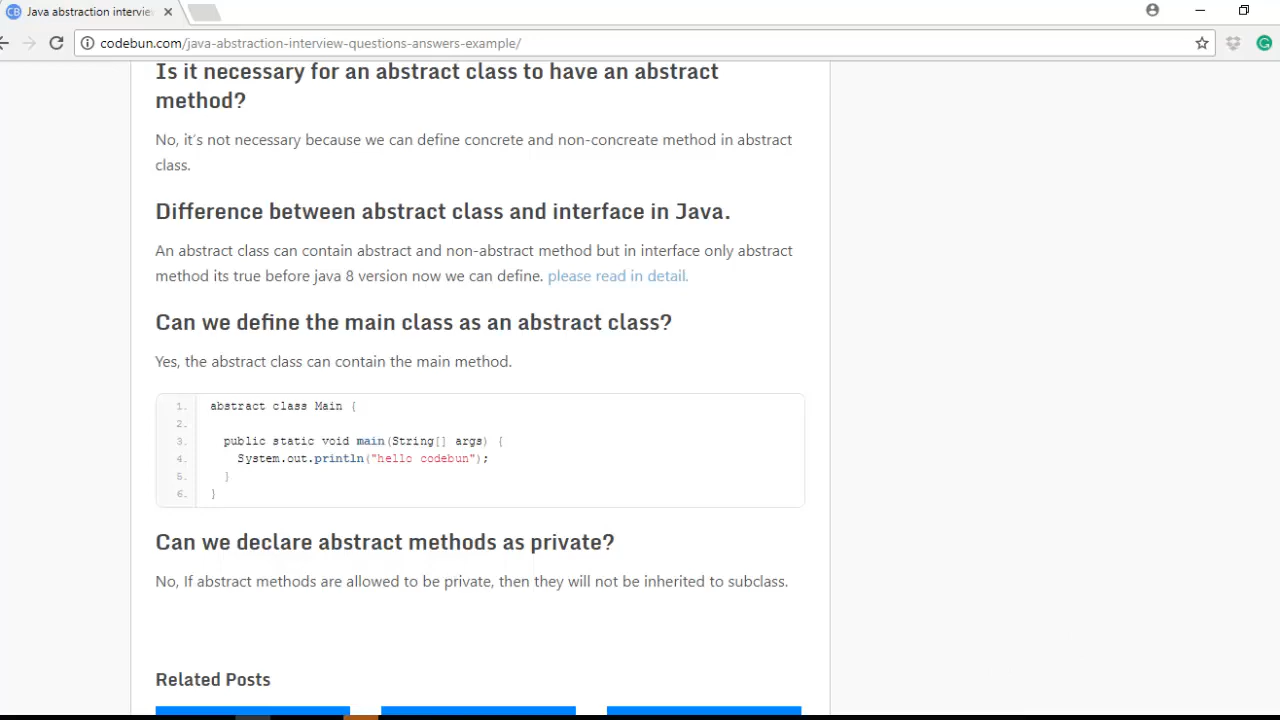 CB Java abstraction intervie
codebun.com/java-abstraction-interview-questions-answers-example/
Is it necessary for an abstract class to have an abstract
method?
No, it's not necessary because we can define concrete and non-concreate method in abstract
class.
Difference between abstract class and interface in Java.
An abstract class can contain abstract and non-abstract method but in interface only abstract
method its true before java 8 version now we can define. please read in detail.
Can we define the main class as an abstract class?
Yes, the abstract class can contain the main method.
1. abstract class Main {
2.
3. public static void main(String[] args) {
4. System.out.println("hello codebun");
5. }
6. }
Can we declare abstract methods as private?
No, If abstract methods are allowed to be private, then they will not be inherited to subclass.
Related Posts